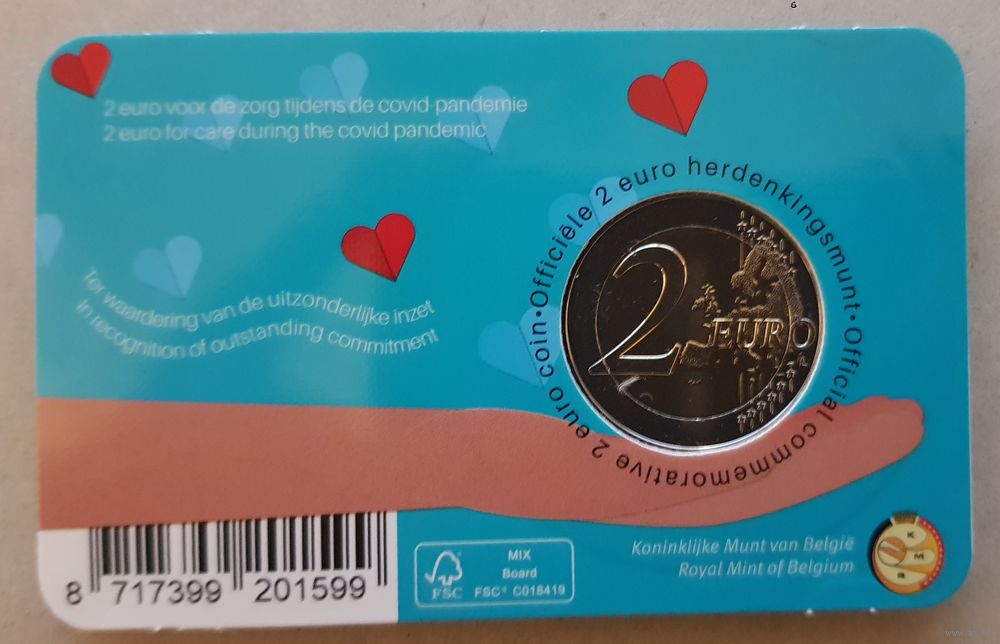 2 euro voor de zorg tijdens de covid-pandemie
2 euro for care during the covid pandemic
Ter waardering van de uitzonderlijke inzet
In recognition of outstanding commitment
Officiële 2 euro herdenkingsmunt • Official commemorative 2 euro coin •
2 EURO
8 717399 201599
FSC
MIX
Board
FSC® C018419
Koninklijke Munt van België
Royal Mint of Belgium
K
M
B